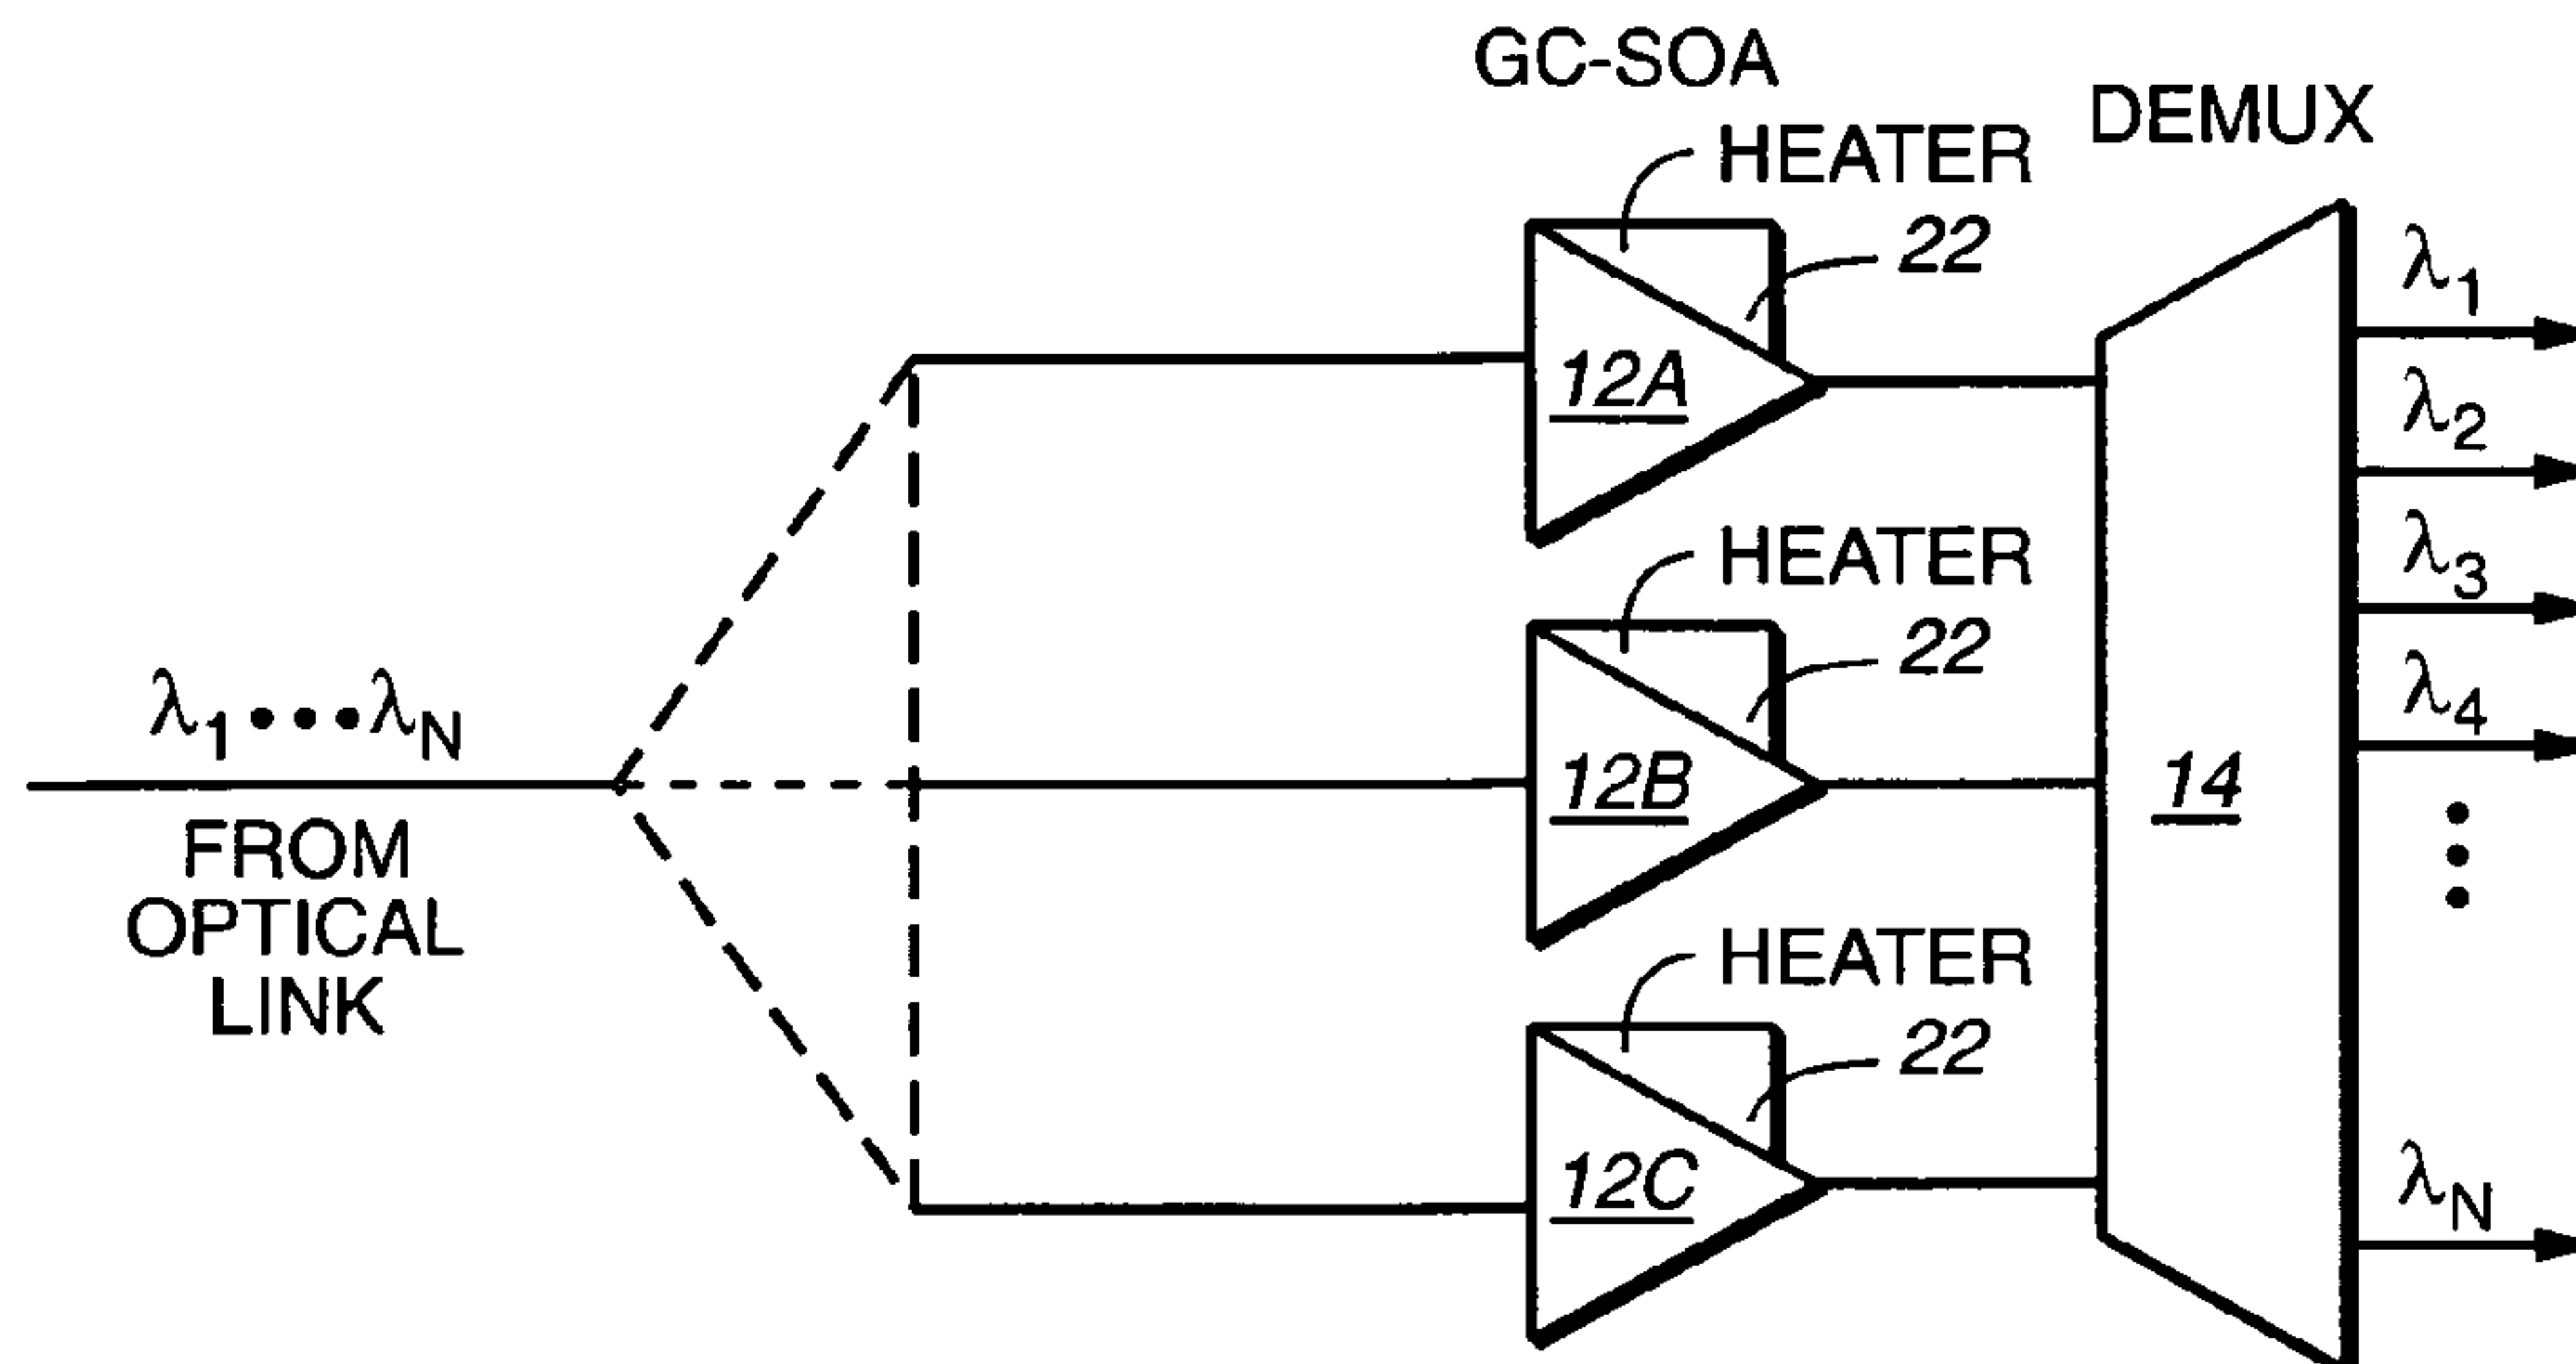 GC-SOA
DEMUX
HEATER
22
12A
HEATER
22
12B
HEATER
22
12C
14
λ1•••λN
FROM
OPTICAL
LINK
λ1
λ2
λ3
λ4
λN